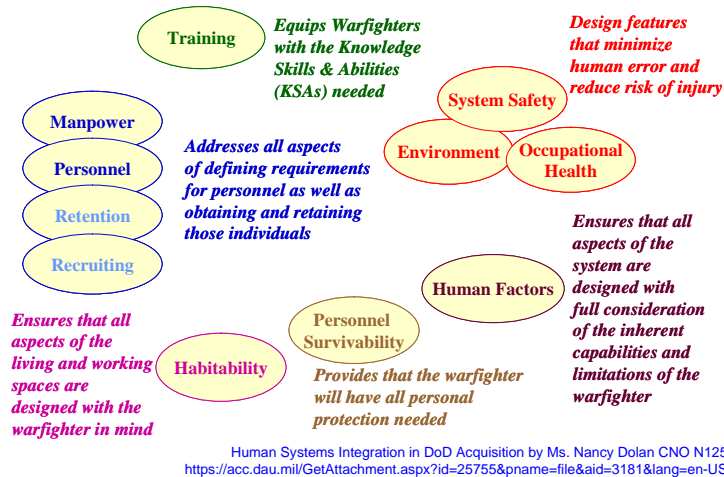 Training
Equips Warfighters
with the Knowledge
Skills & Abilities
(KSAs) needed
Design features
that minimize
human error and
reduce risk of injury
System Safety
Environment
Occupational
Health
Manpower
Personnel
Retention
Recruiting
Addresses all aspects
of defining requirements
for personnel as well as
obtaining and retaining
those individuals
Human Factors
Ensures that all
aspects of the
system are
designed with
full consideration
of the inherent
capabilities and
limitations of the
warfighter
Ensures that all
aspects of the
living and working
spaces are
designed with the
warfighter in mind
Habitability
Personnel
Survivability
Provides that the warfighter
will have all personal
protection needed
Human Systems Integration in DoD Acquisition by Ms. Nancy Dolan CNO N125
https://acc.dau.mil/GetAttachment.aspx?id=25755&pname=file&aid=3181&lang=en-US